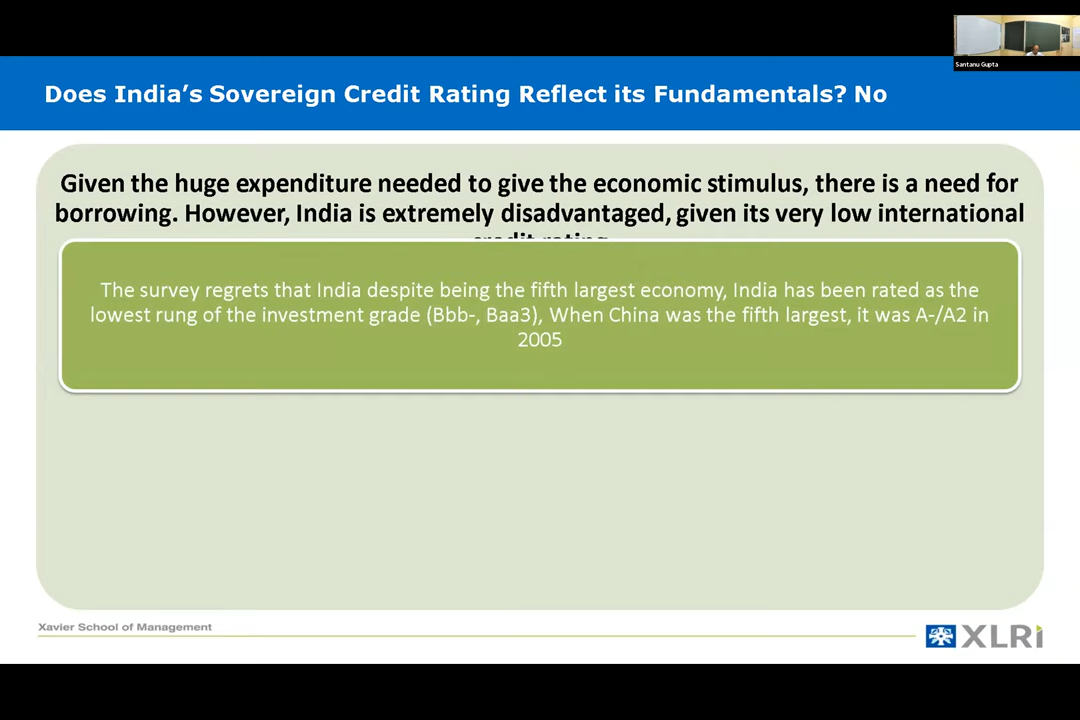 Santanu Gupta
Does India’s Sovereign Credit Rating Reflect its Fundamentals? No
Given the huge expenditure needed to give the economic stimulus, there is a need for
borrowing. However, India is extremely disadvantaged, given its very low international
credit rating
The survey regrets that India despite being the fifth largest economy, India has been rated as the
lowest rung of the investment grade (Bbb-, Baa3), When China was the fifth largest, it was A-/A2 in
2005
Xavier School of Management
XLRi